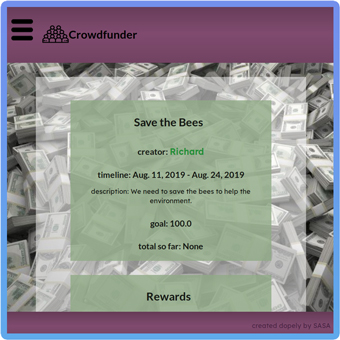 Crowdfunder
Save the Bees
creator: Richard
timeline: Aug. 11, 2019 - Aug. 24, 2019
description: We need to save the bees to help the
environment.
goal: 100.0
total so far: None
Rewards
created dopely by SASA